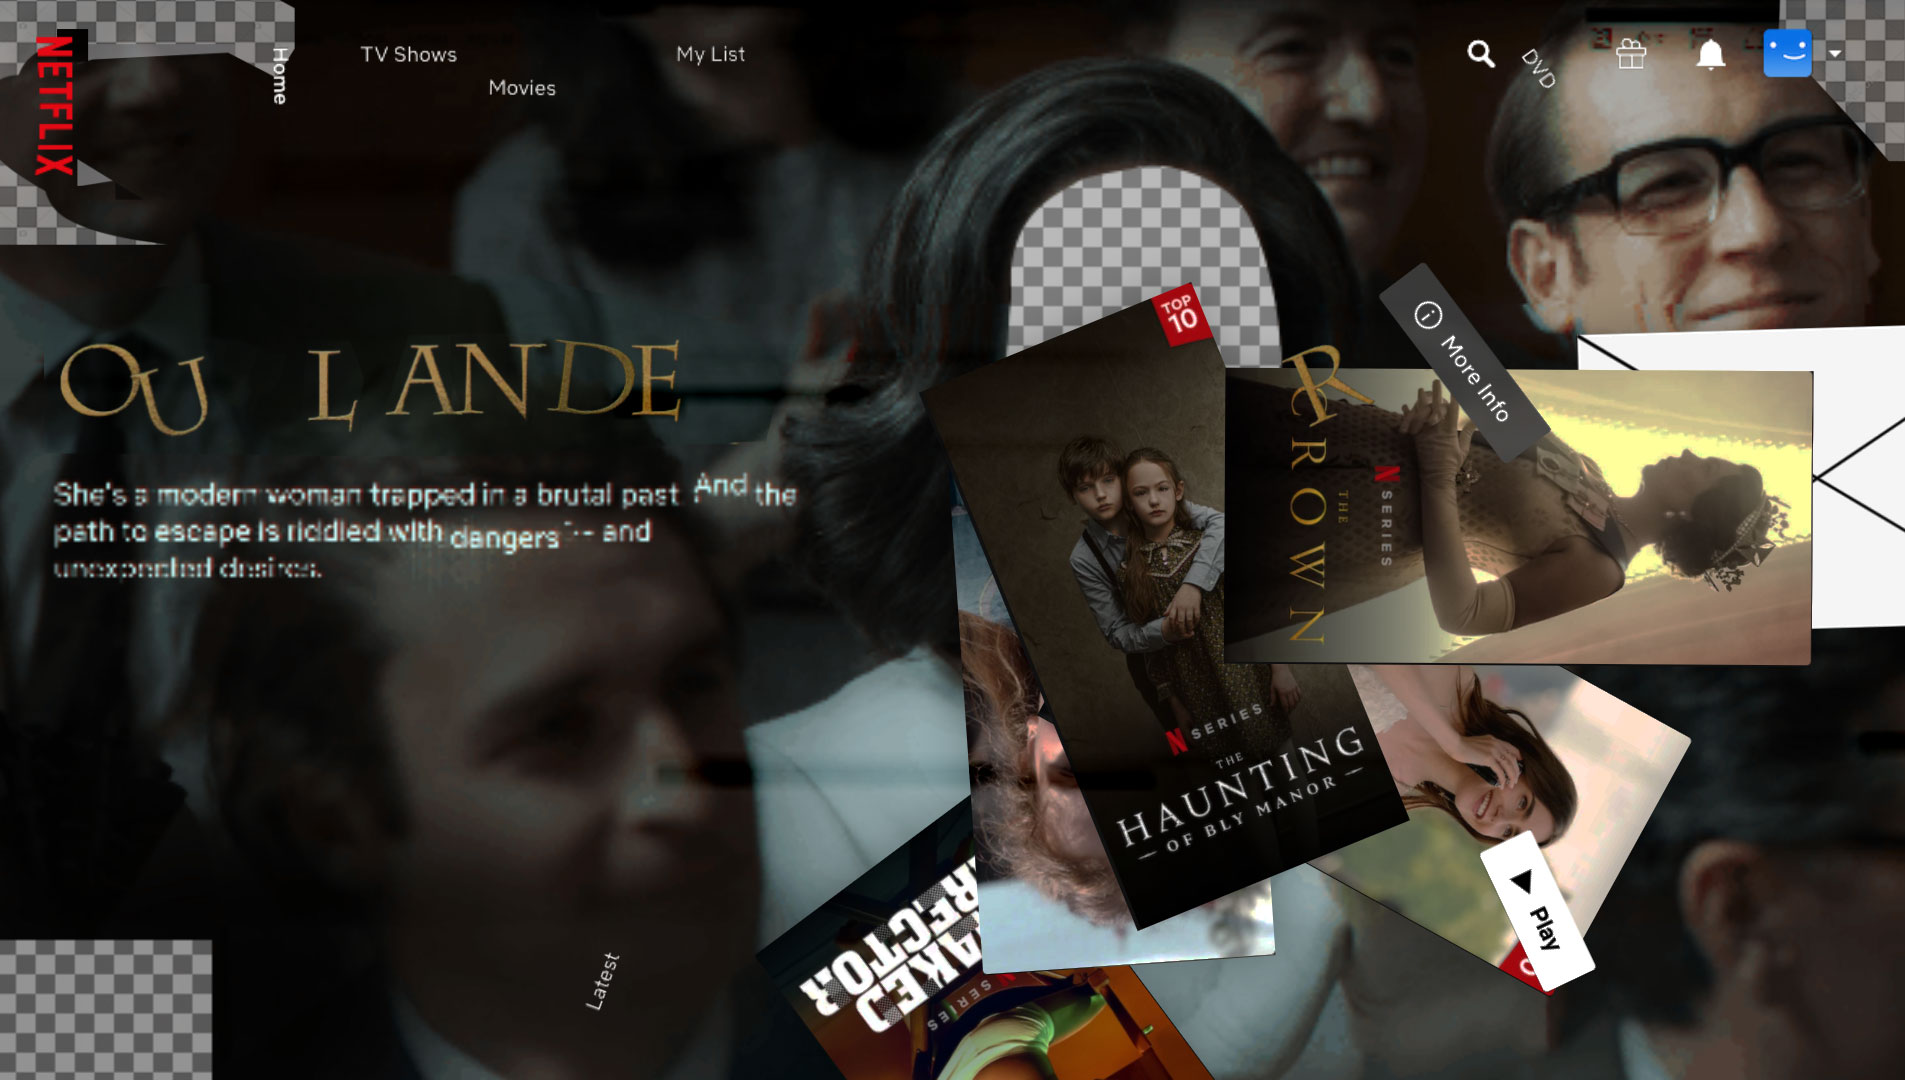 NETFLIX
Home
TV Shows
Movies
My List
DVD
TOP
10
OU LANDE
R
More Info
She's a modern woman trapped in a brutal past. And the
path to escape is riddled with dangers -- and
unexpected desires.
N SERIES
THE
CROWN
N SERIES
THE
HAUNTING
— OF BLY MANOR —
Play
Latest
NAKED
DIRECTOR
N SERIES